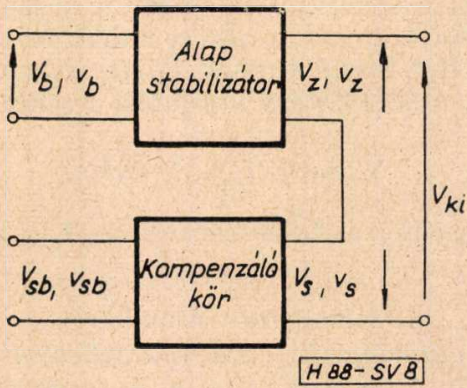 Alap
stabilizátor
V_b, v_b
V_z, v_z
V_ki
Kompenzáló
kör
V_sb, v_sb
V_s, v_s
H 88-SV 8